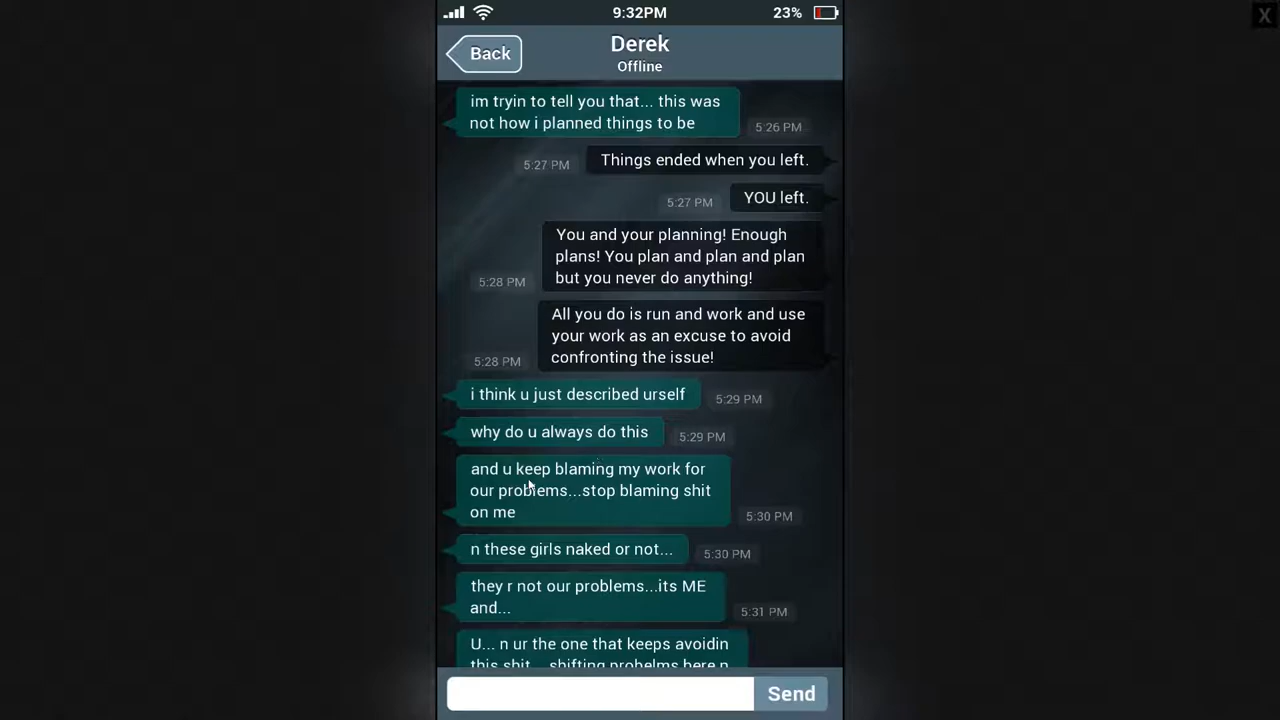 9:32PM
23%
X
Back
Derek
Offline
im tryin to tell you that... this was
not how i planned things to be
5:26 PM
Things ended when you left.
5:27 PM
YOU left.
5:27 PM
You and your planning! Enough
plans! You plan and plan and plan
but you never do anything!
5:28 PM
All you do is run and work and use
your work as an excuse to avoid
confronting the issue!
5:28 PM
i think u just described urself
5:29 PM
why do u always do this
5:29 PM
and u keep blaming my work for
our problems...stop blaming shit
on me
5:30 PM
n these girls naked or not...
5:30 PM
they r not our problems...its ME
and...
5:31 PM
U... n ur the one that keeps avoidin
this shit... shifting probelms here n
Send